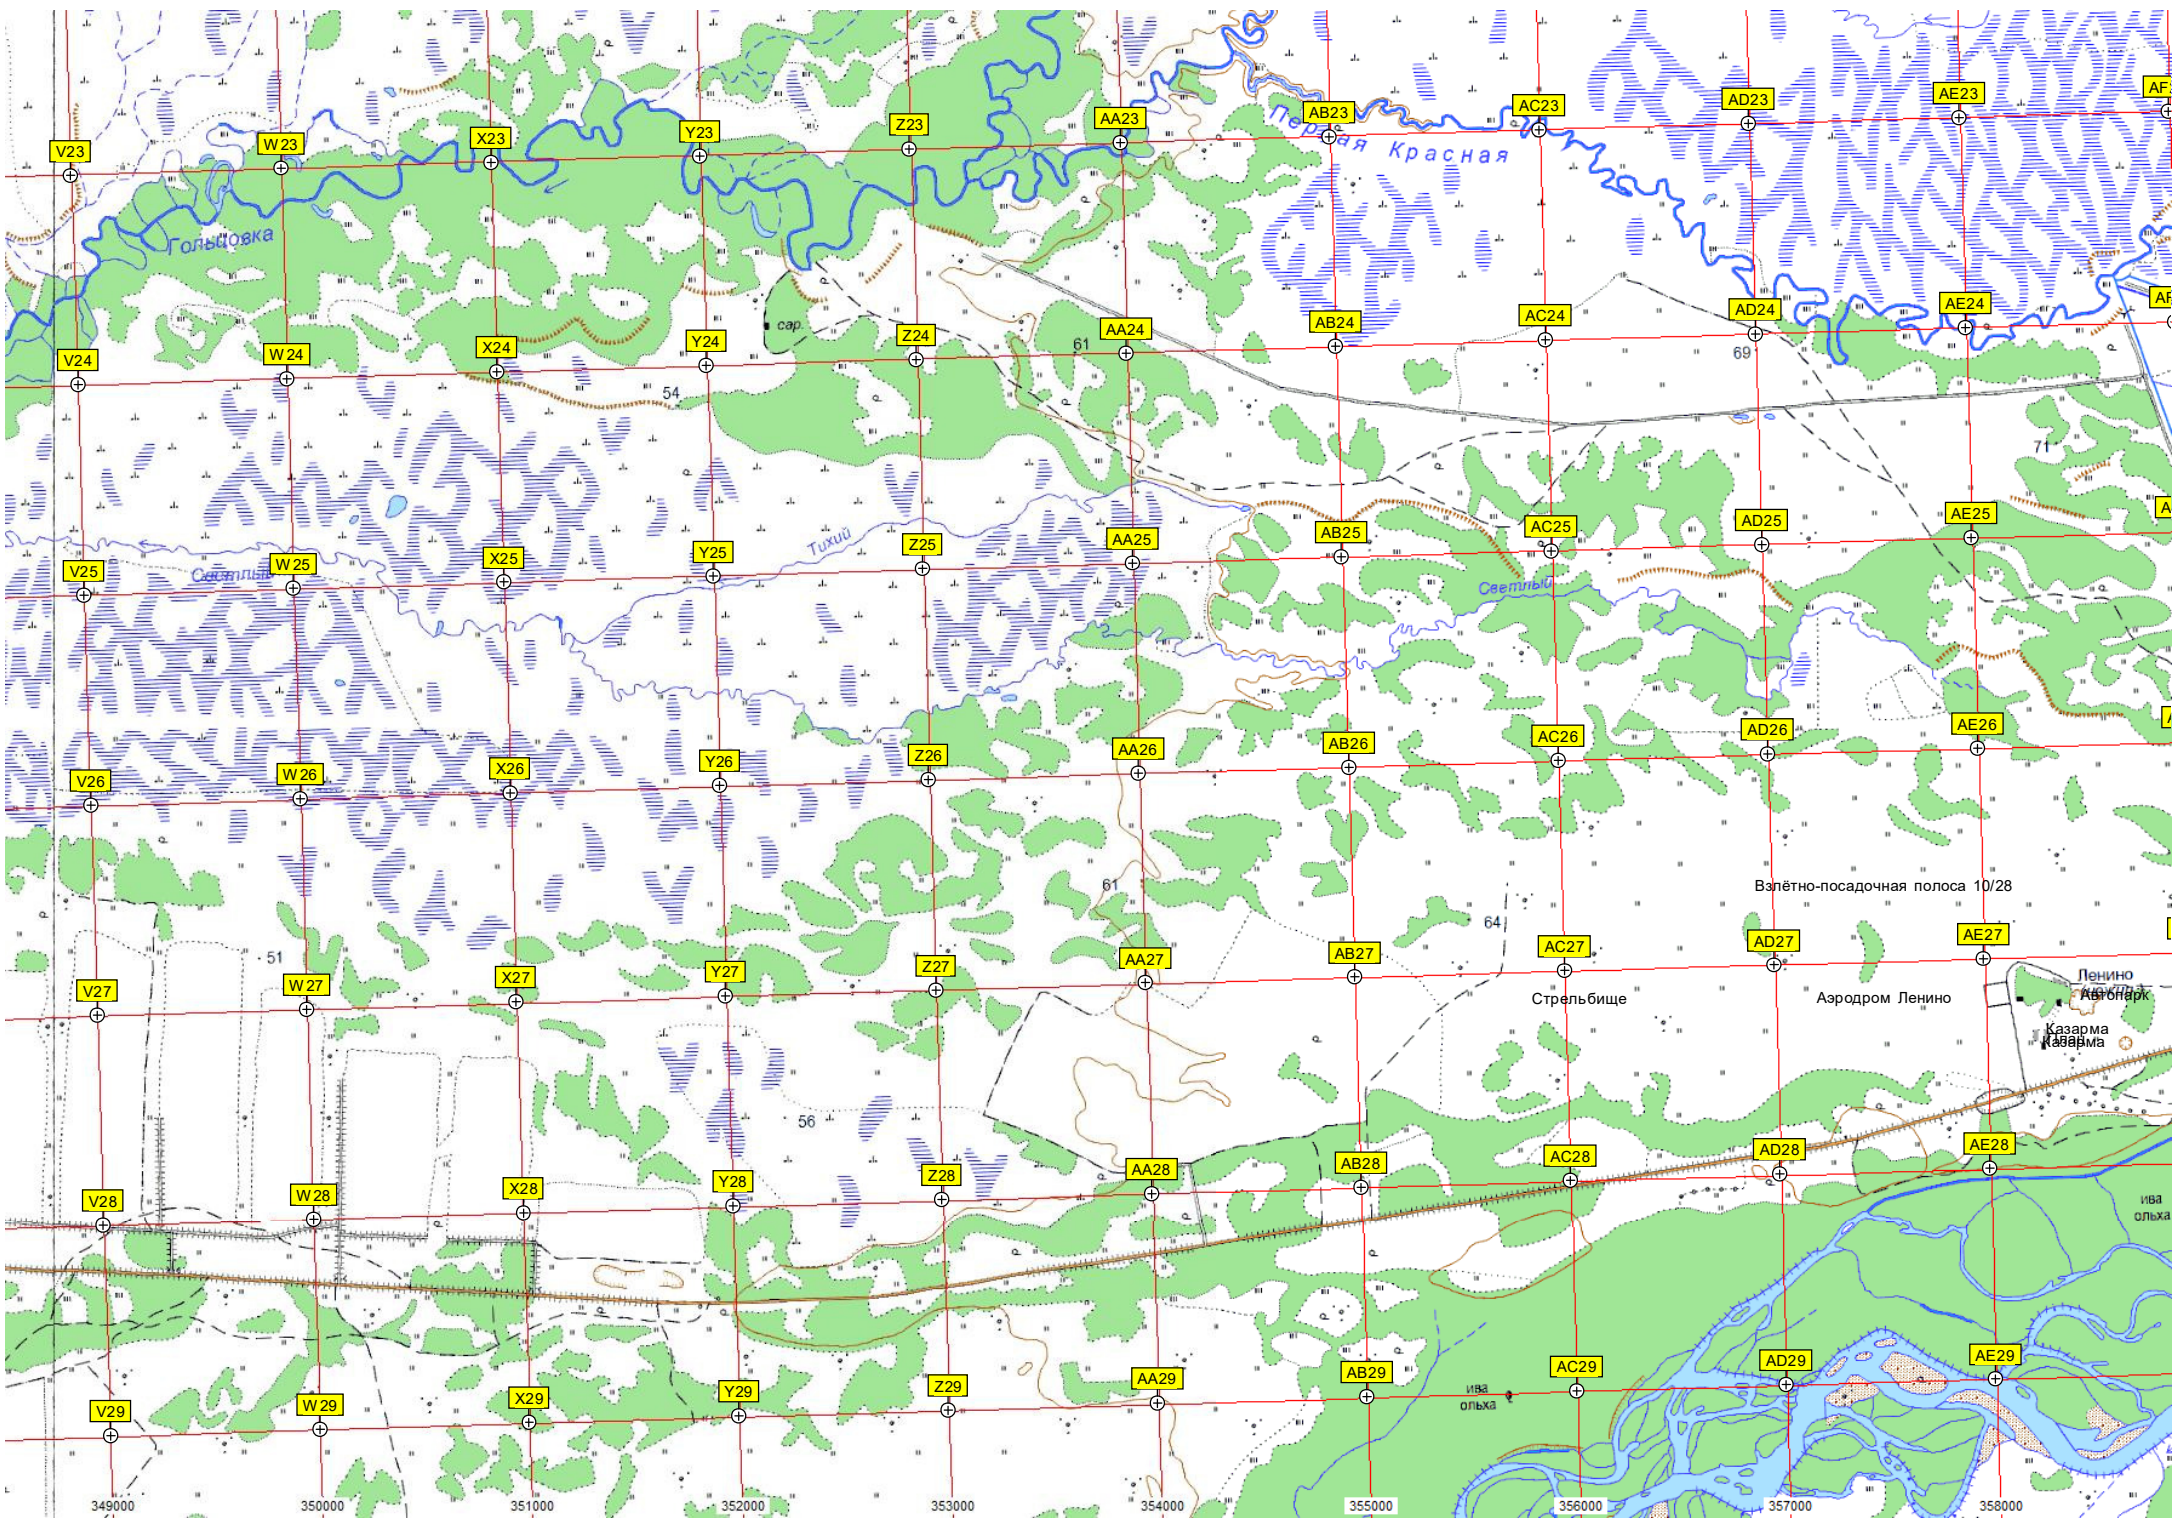 V23 W23 X23 Y23 Z23 AA23 AB23 AC23 AD23 AE23
Первая Красная
Гольцовка
сар.
V24 W24 X24 Y24 Z24 AA24 AB24 AC24 AD24 AE24
61
69
54
71
Тихий
Светлый
Светлый
V25 W25 X25 Y25 Z25 AA25 AB25 AC25 AD25 AE25
V26 W26 X26 Y26 Z26 AA26 AB26 AC26 AD26 AE26
61
Взлётно-посадочная полоса 10/28
64
51
V27 W27 X27 Y27 Z27 AA27 AB27 AC27 AD27 AE27
Ленино
Автопарк
Стрельбище
Аэродром Ленино
Казарма
Казарма
56
V28 W28 X28 Y28 Z28 AA28 AB28 AC28 AD28 AE28
ива
ольха
V29 W29 X29 Y29 Z29 AA29 AB29 AC29 AD29 AE29
ива
ольха
349000 350000 351000 352000 353000 354000 355000 356000 357000 358000